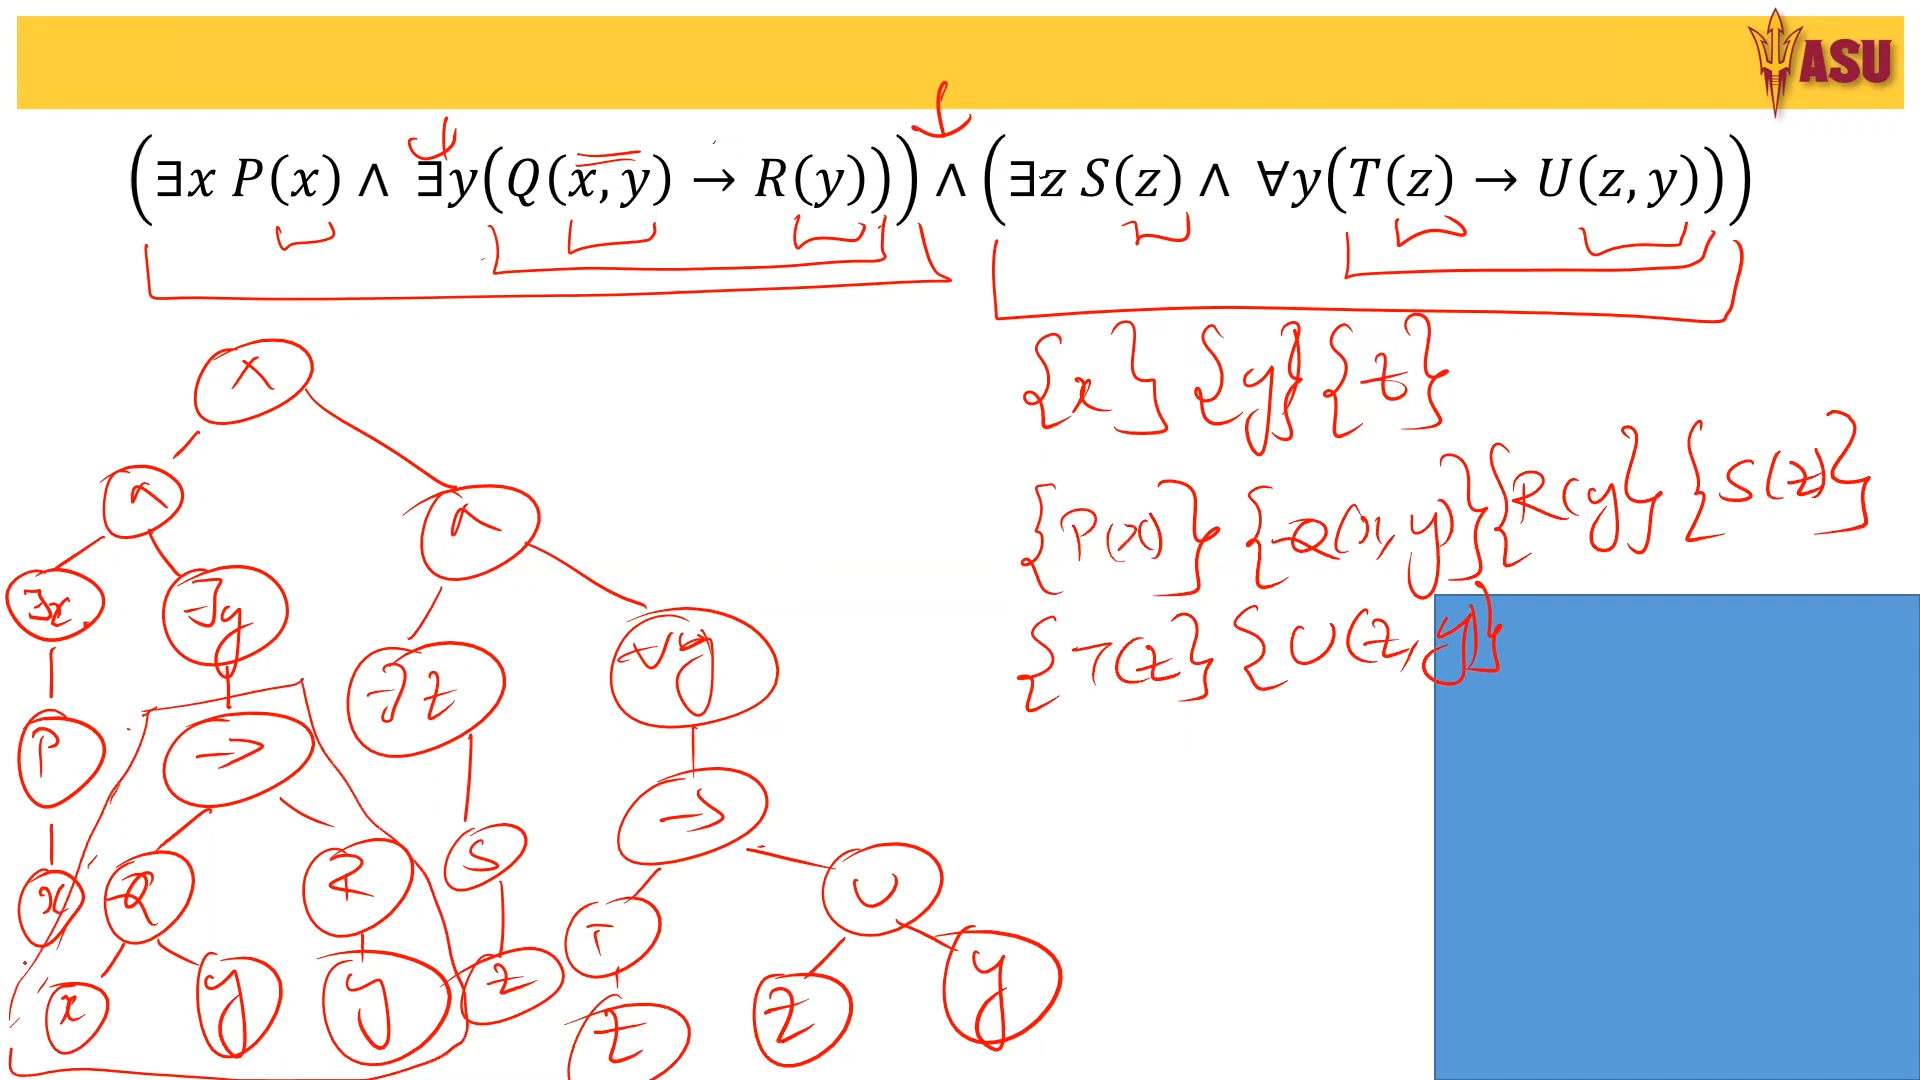 ASU
(∃x P(x) ∧ ∃y(Q(x, y) → R(y))) ∧ (∃z S(z) ∧ ∀y(T(z) → U(z, y)))
{x} {y} {z}
{P(x)} {Q(x, y)} {R(y} {S(z)}
{T(z} {U(z, y)}
∧
∧ ∧
∃x ∃y ∃z ∀y
P → → 
x Q R S T U
x y y z z z y